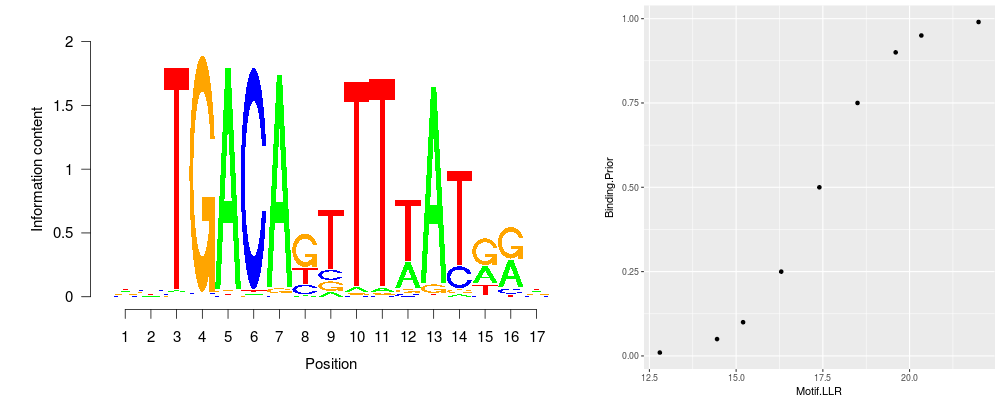 2
1.5
1
0.5
0
Information content
T G A C A G T T T T A T G G
T C A C A A
C G T
A
1 2 3 4 5 6 7 8 9 10 11 12 13 14 15 16 17
Position
1.00
0.75
0.50
0.25
0.00
Binding.Prior
12.5 15.0 17.5 20.0
Motif.LLR